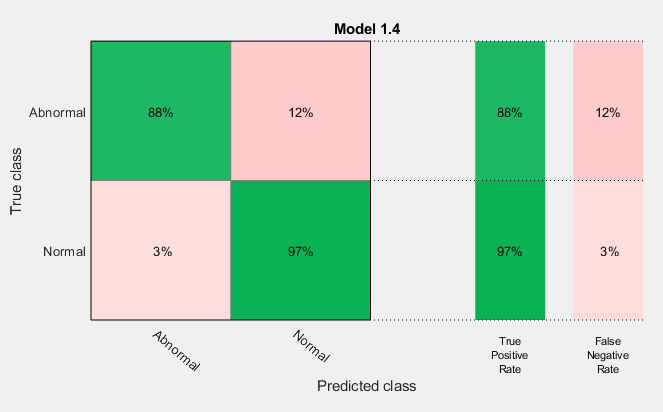 Model 1.4
True class
Abnormal
88%
12%
88%
12%
Normal
3%
97%
97%
3%
Abnormal
Normal
Predicted class
True
Positive
Rate
False
Negative
Rate